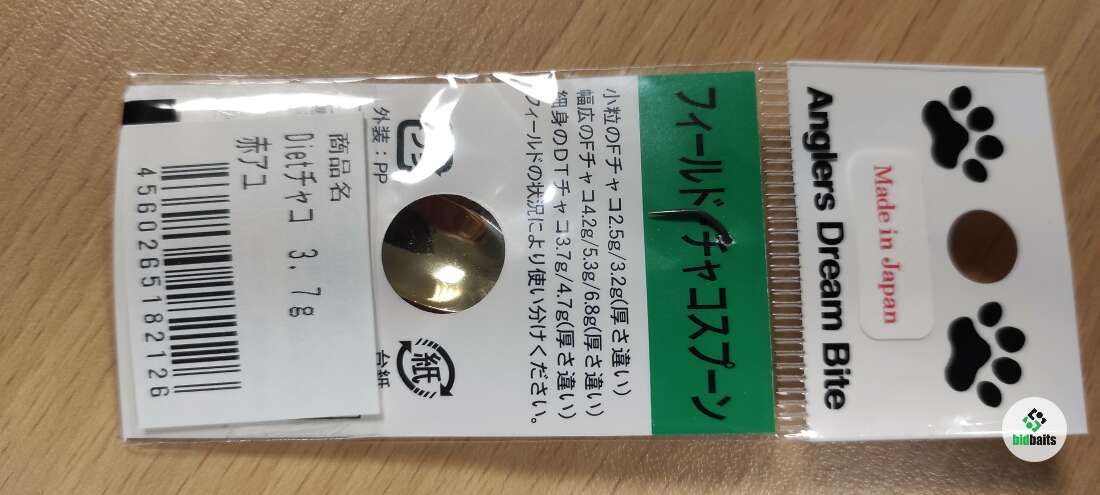 Made in Japan
Anglers Dream Bite
フィールドチャコスプーン
小粒のFチャコ2.5g/3.2g(厚さ違い)
幅広のFチャコ4.2g/5.3g/6.8g(厚さ違い)
細身のDTチャコ3.7g/4.7g(厚さ違い)
フィールドの状況により使い分けください。
紙
外装：PP
台紙
商品名
Dietチャコ 3.7g
赤アユ
4560265182126
bidbaits